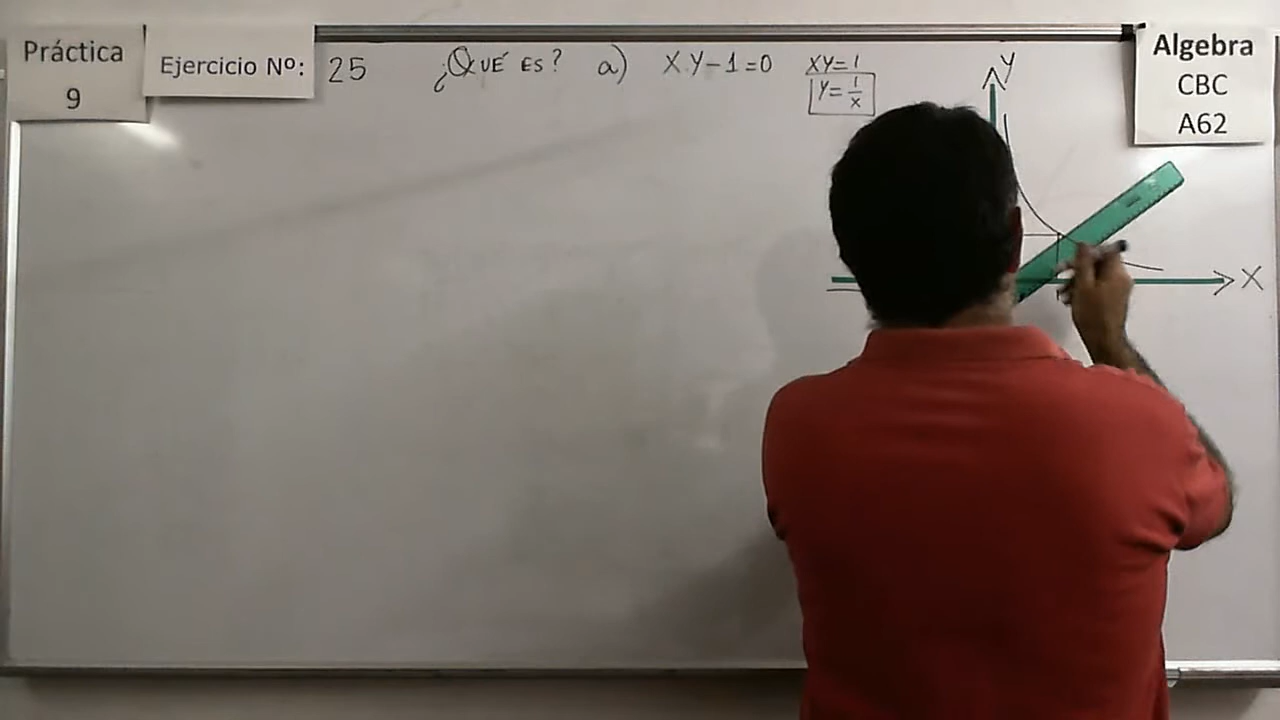 Práctica
9
Ejercicio Nº:
25
¿QUÉ ES? a) X.Y-1=0
XY=1
Y=1/X
Y
X
Algebra
CBC
A62